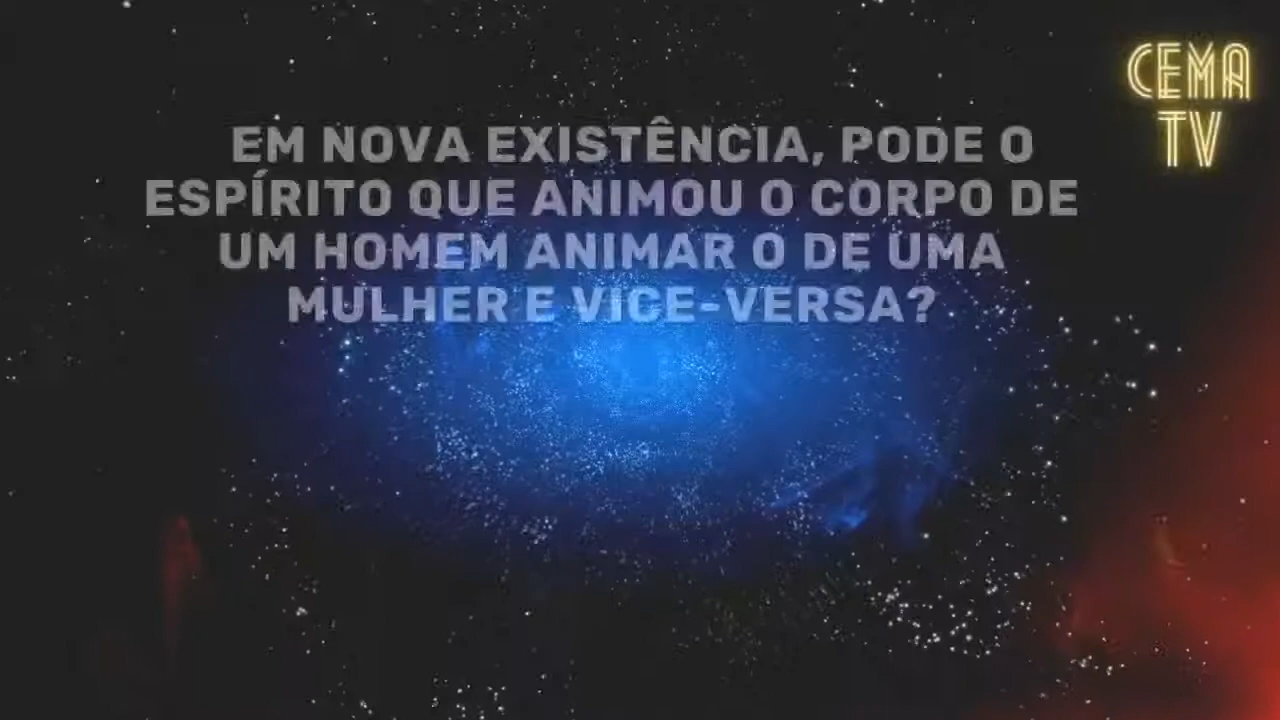 CEMA
TV
EM NOVA EXISTÊNCIA, PODE O
ESPÍRITO QUE ANIMOU O CORPO DE
UM HOMEM ANIMAR O DE UMA
MULHER E VICE-VERSA?